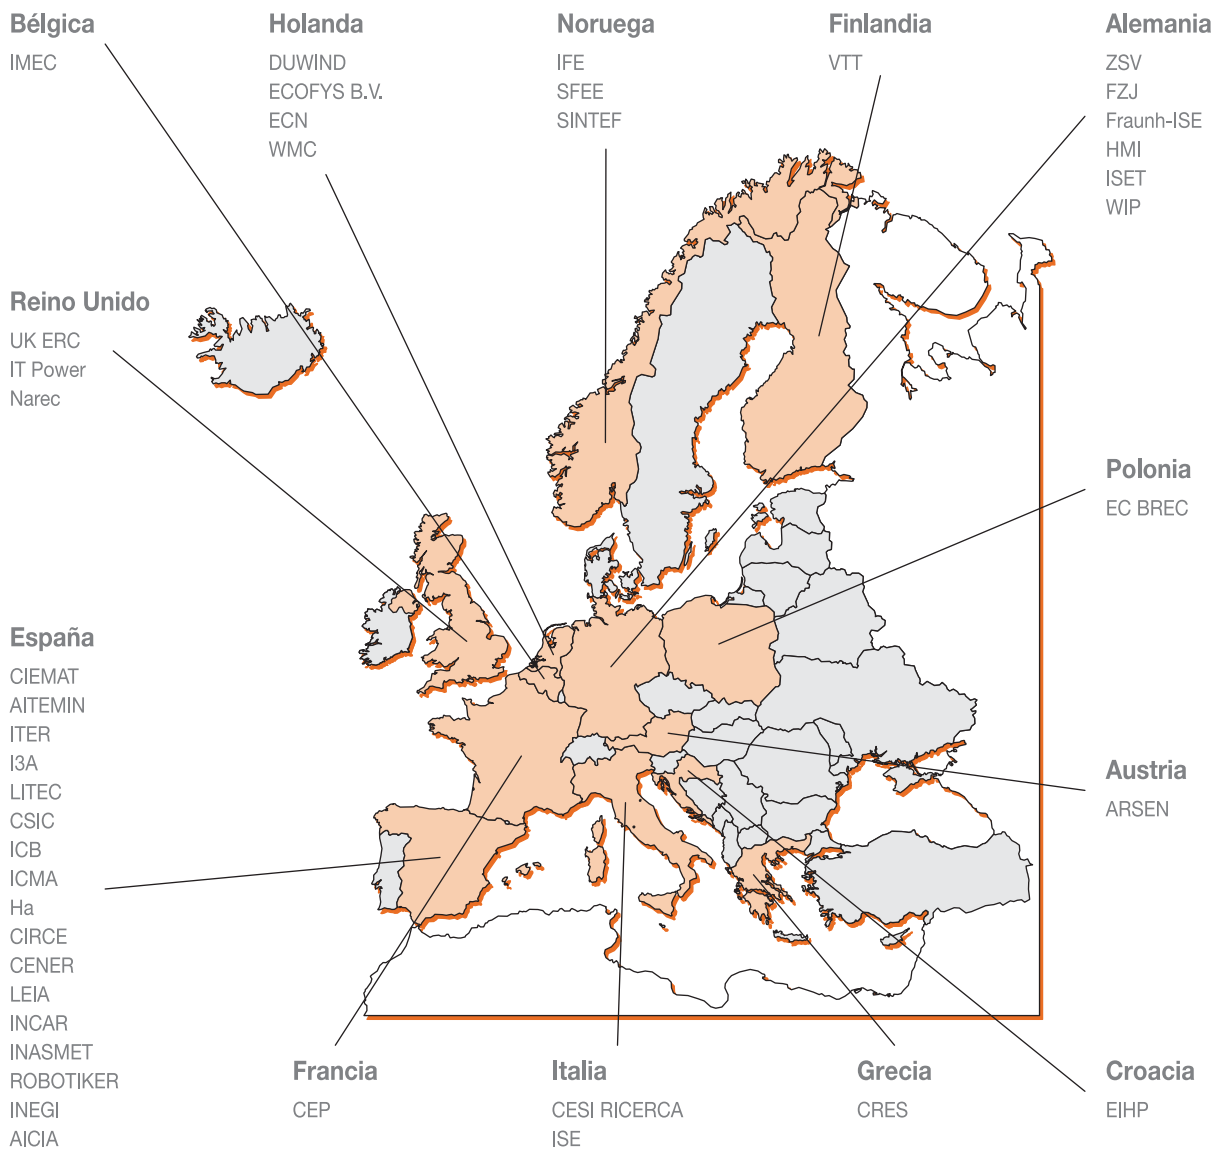 Bélgica
IMEC
Holanda
DUWIND
ECOFYS B.V.
ECN
WMC
Noruega
IFE
SFEE
SINTEF
Finlandia
VTT
Alemania
ZSV
FZJ
Fraunh-ISE
HMI
ISET
WIP
Reino Unido
UK ERC
IT Power
Narec
Polonia
EC BREC
España
CIEMAT
AITEMIN
ITER
I3A
LITEC
CSIC
ICB
ICMA
Ha
CIRCE
CENER
LEIA
INCAR
INASMET
ROBOTIKER
INEGI
AICIA
Austria
ARSEN
Francia
CEP
Italia
CESI RICERCA
ISE
Grecia
CRES
Croacia
EIHP